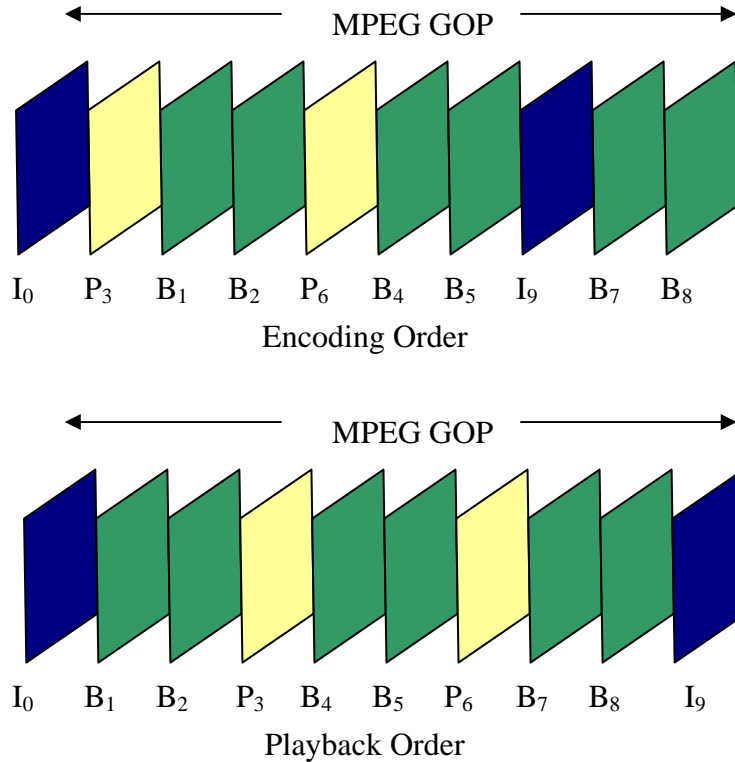 MPEG GOP
I₀ P₃ B₁ B₂ P₆ B₄ B₅ I₉ B₇ B₈
Encoding Order
MPEG GOP
I₀ B₁ B₂ P₃ B₄ B₅ P₆ B₇ B₈ I₉
Playback Order